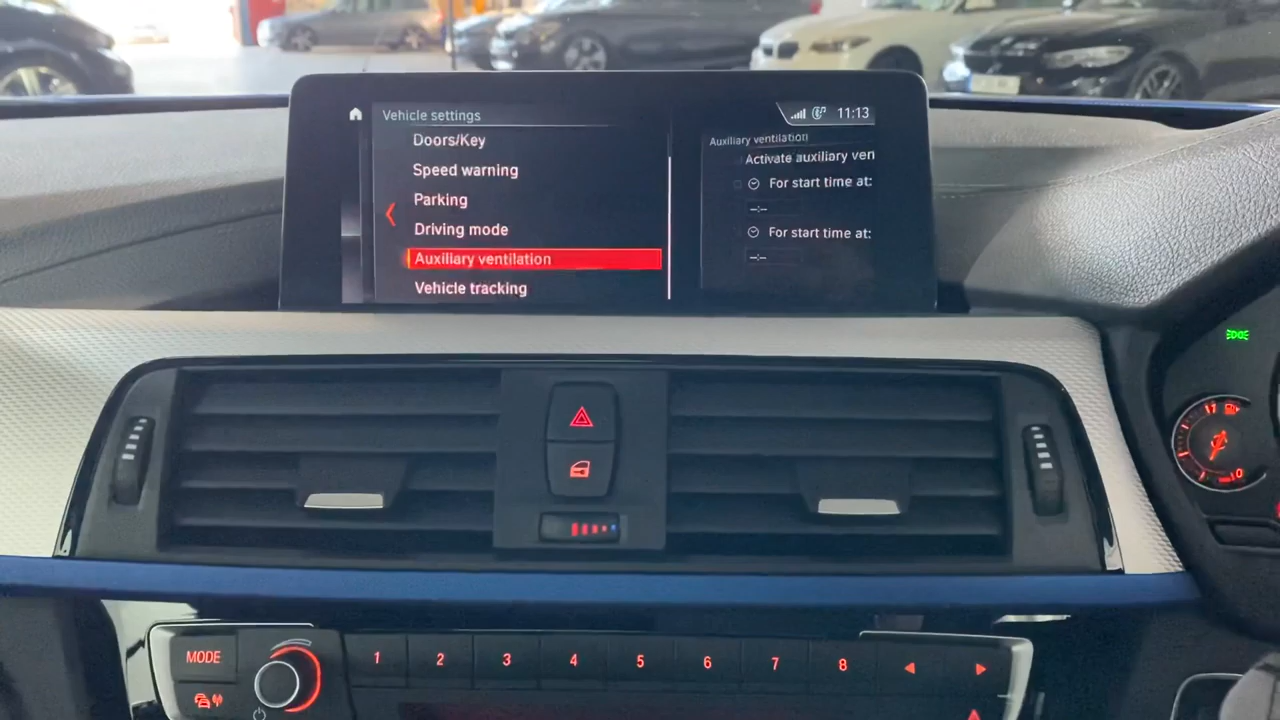 Vehicle settings
11:13
Doors/Key
Speed warning
Parking
Driving mode
Auxiliary ventilation
Vehicle tracking
Auxiliary ventilation
Activate auxiliary ven
For start time at:
--:--
For start time at:
--:--
MODE
1 2 3 4 5 6 7 8
0